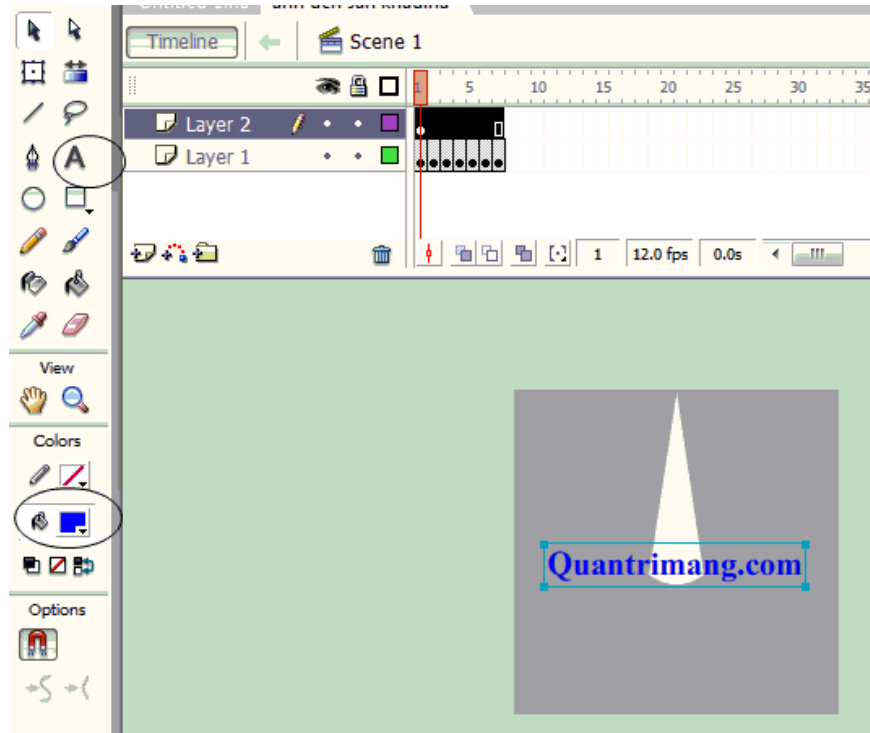 Timeline
Scene 1
1 5 10 15 20 25 30 35
Layer 2
Layer 1
1 12.0 fps 0.0s
View
Colors
Options
A
Quantrimang.com